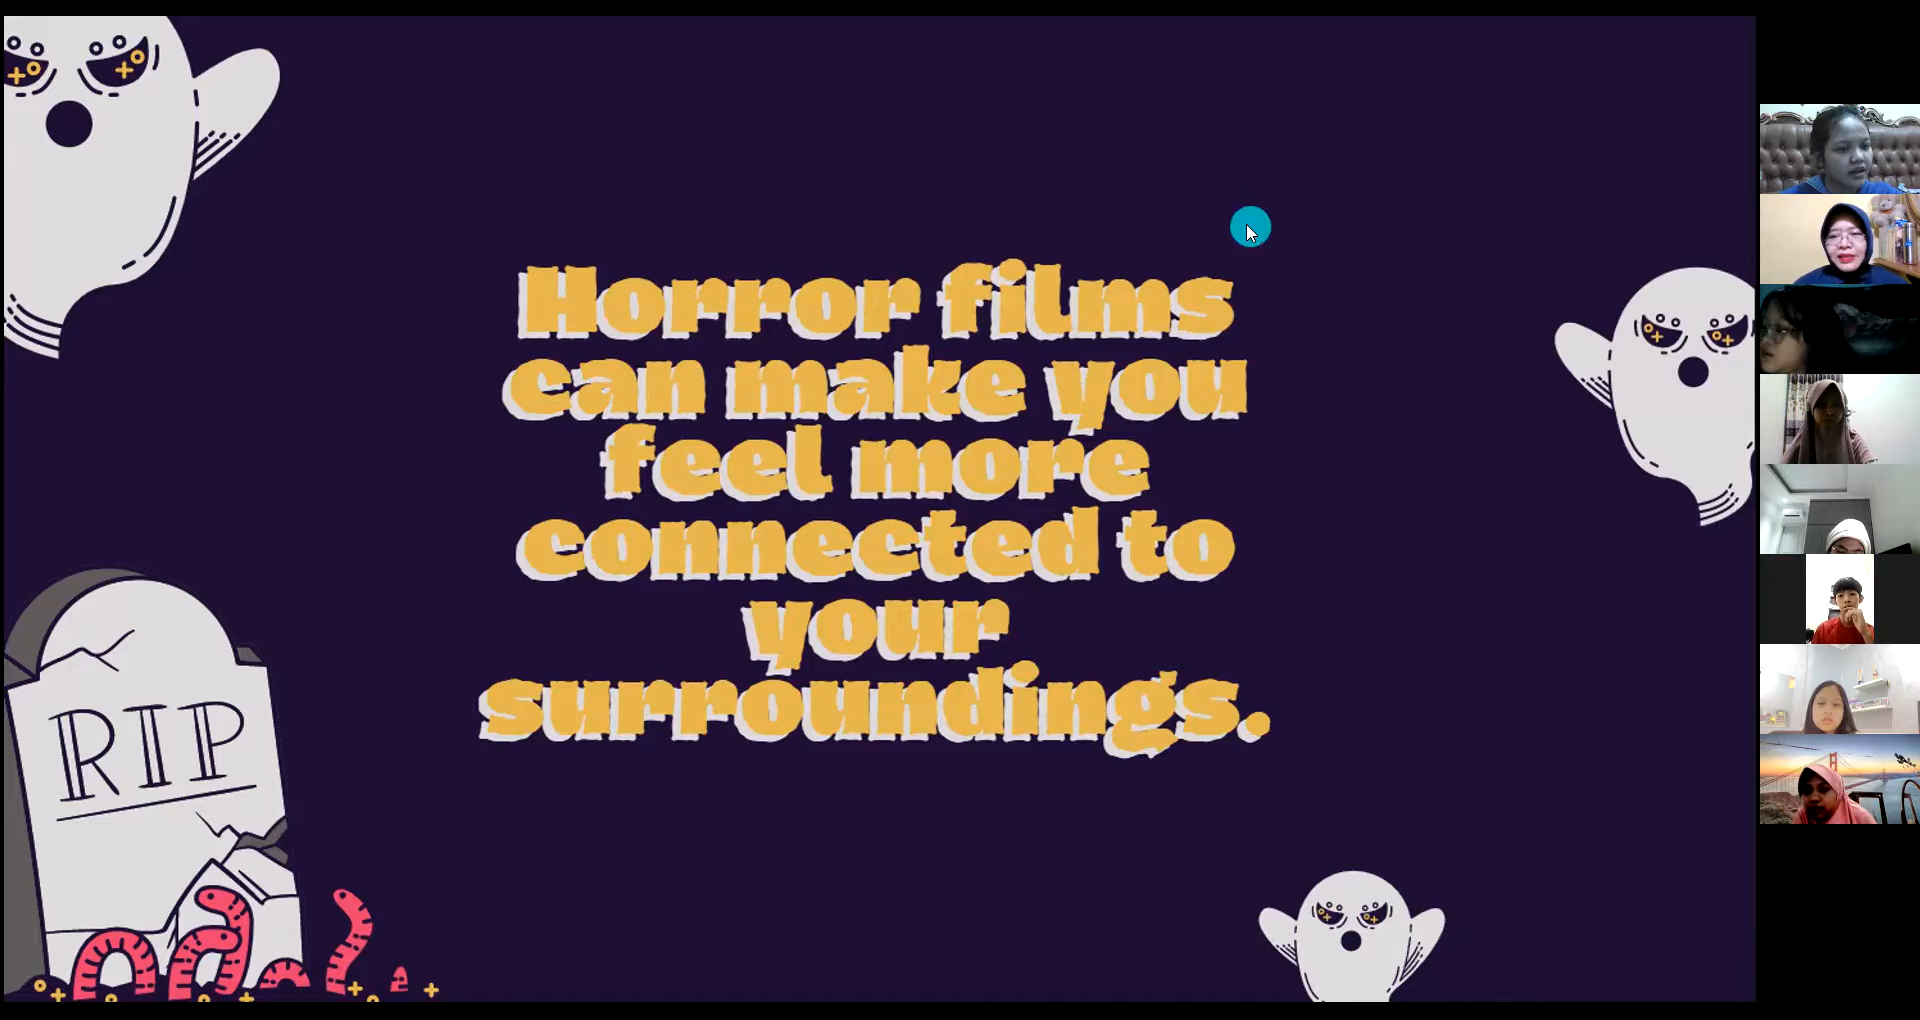 Horror films
can make you
feel more
connected to
your
surroundings.
RIP